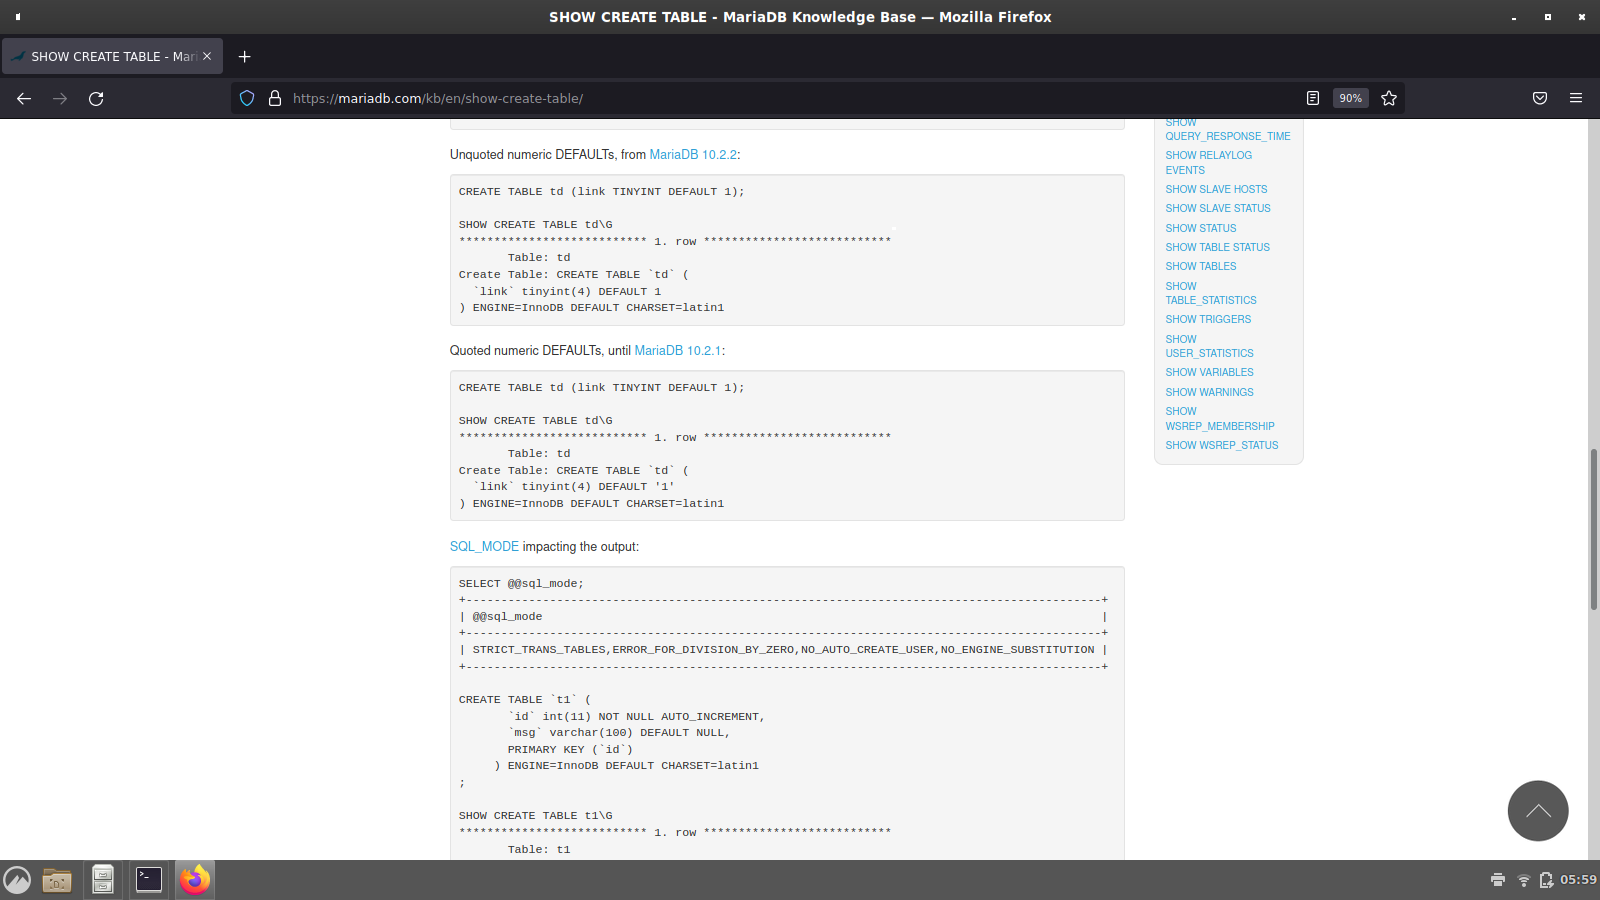 SHOW CREATE TABLE - MariaDB Knowledge Base — Mozilla Firefox
SHOW CREATE TABLE - Mari
https://mariadb.com/kb/en/show-create-table/
90%
Unquoted numeric DEFAULTs, from MariaDB 10.2.2:
CREATE TABLE td (link TINYINT DEFAULT 1);
SHOW CREATE TABLE td\G
*************************** 1. row ***************************
Table: td
Create Table: CREATE TABLE `td` (
`link` tinyint(4) DEFAULT 1
) ENGINE=InnoDB DEFAULT CHARSET=latin1
Quoted numeric DEFAULTs, until MariaDB 10.2.1:
CREATE TABLE td (link TINYINT DEFAULT 1);
SHOW CREATE TABLE td\G
*************************** 1. row ***************************
Table: td
Create Table: CREATE TABLE `td` (
`link` tinyint(4) DEFAULT '1'
) ENGINE=InnoDB DEFAULT CHARSET=latin1
SQL_MODE impacting the output:
SELECT @@sql_mode;
+-------------------------------------------------------------------------------------------+
| @@sql_mode |
+-------------------------------------------------------------------------------------------+
| STRICT_TRANS_TABLES,ERROR_FOR_DIVISION_BY_ZERO,NO_AUTO_CREATE_USER,NO_ENGINE_SUBSTITUTION |
+-------------------------------------------------------------------------------------------+
CREATE TABLE `t1` (
`id` int(11) NOT NULL AUTO_INCREMENT,
`msg` varchar(100) DEFAULT NULL,
PRIMARY KEY (`id`)
) ENGINE=InnoDB DEFAULT CHARSET=latin1
;
SHOW CREATE TABLE t1\G
*************************** 1. row ***************************
Table: t1
SHOW
QUERY_RESPONSE_TIME
SHOW RELAYLOG
EVENTS
SHOW SLAVE HOSTS
SHOW SLAVE STATUS
SHOW STATUS
SHOW TABLE STATUS
SHOW TABLES
SHOW
TABLE_STATISTICS
SHOW TRIGGERS
SHOW
USER_STATISTICS
SHOW VARIABLES
SHOW WARNINGS
SHOW
WSREP_MEMBERSHIP
SHOW WSREP_STATUS
05:59